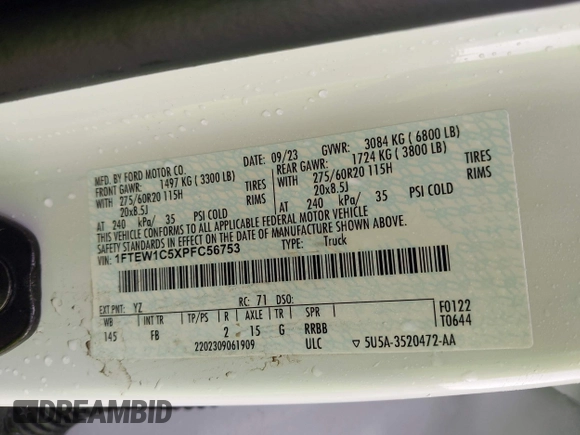 MFD. BY FORD MOTOR CO.
DATE: 09/23 GVWR: 3084 KG ( 6800 LB)
FRONT GAWR: 1497 KG ( 3300 LB) REAR GAWR: 1724 KG ( 3800 LB)
WITH 275/60R20 115H TIRES WITH 275/60R20 115H TIRES
20x8.5J RIMS 20x8.5J RIMS
AT 240 kPa/ 35 PSI COLD AT 240 kPa/ 35 PSI COLD
THIS VEHICLE CONFORMS TO ALL APPLICABLE FEDERAL MOTOR VEHICLE
SAFETY AND THEFT PREVENTION STANDARDS IN EFFECT ON THE DATE OF MANUFACTURE SHOWN ABOVE.
VIN: 1FTEW1C5XPFC56753
TYPE: Truck
EXT PNT: YZ RC: 71 DSO:
WB INT TR TP/PS R AXLE TR SPR F0122
145 FB 2 15 G RRBB T0644
2202309061909 ULC ▽ 5U5A-3520472-AA
DREAMBID